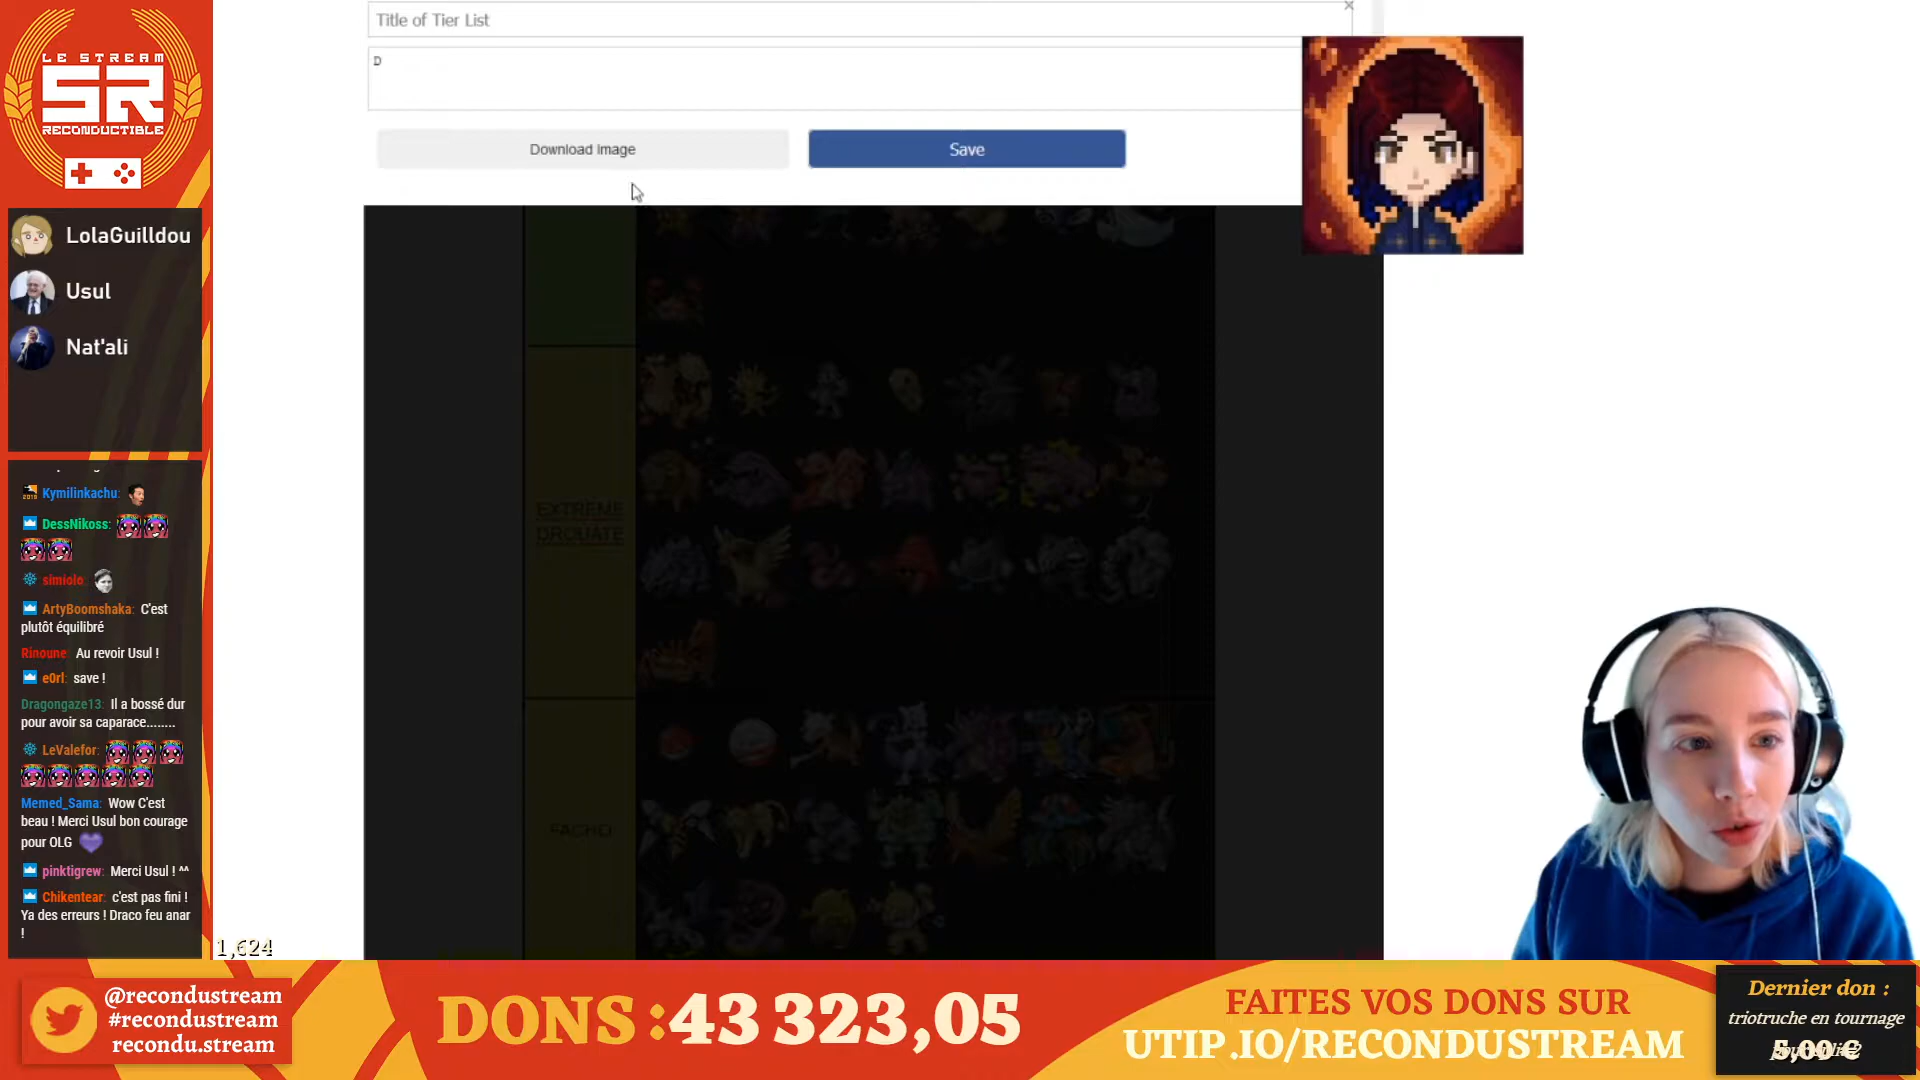 LE STREAM
SR
RECONDUCTIBLE
LolaGuilldou
Usul
Nat'ali
Kymilinkachu:
DessNikoss:
simiolo
ArtyBoomshaka: C'est
plutôt équilibré
Rinoune: Au revoir Usul !
e0rl: save !
Dragongaze13: Il a bossé dur
pour avoir sa caparace........
LeValefor:
Memed_Sama: Wow C'est
beau ! Merci Usul bon courage
pour OLG
pinktigrew: Merci Usul ! ^^
Chikentear: c'est pas fini !
Ya des erreurs ! Draco feu anar
!
1,624
Title of Tier List
D
Download Image
Save
EXTREME
DROUATE
FACHO
@recondustream
#recondustream
recondu.stream
DONS : 43 323,05
FAITES VOS DONS SUR
UTIP.IO/RECONDUSTREAM
Dernier don :
triotruche en tournage
5,00 €